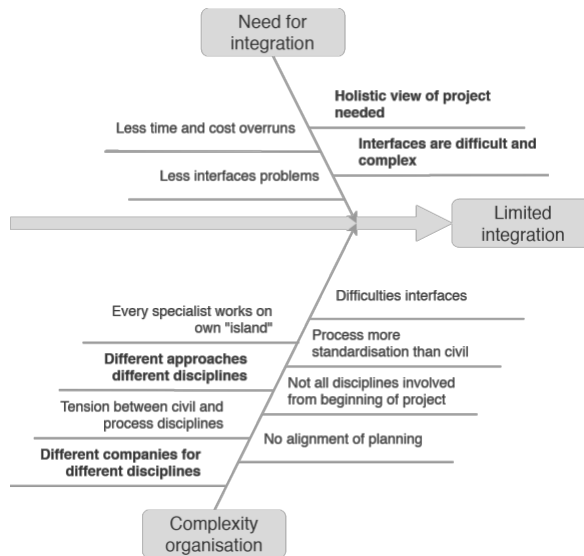 Need for
integration
Holistic view of project
needed
Less time and cost overruns
Interfaces are difficult and
complex
Less interfaces problems
Limited
integration
Difficulties interfaces
Every specialist works on
own "island"
Process more
standardisation than civil
Different approaches
different disciplines
Not all disciplines involved
from beginning of project
Tension between civil and
process disciplines
No alignment of planning
Different companies for
different disciplines
Complexity
organisation